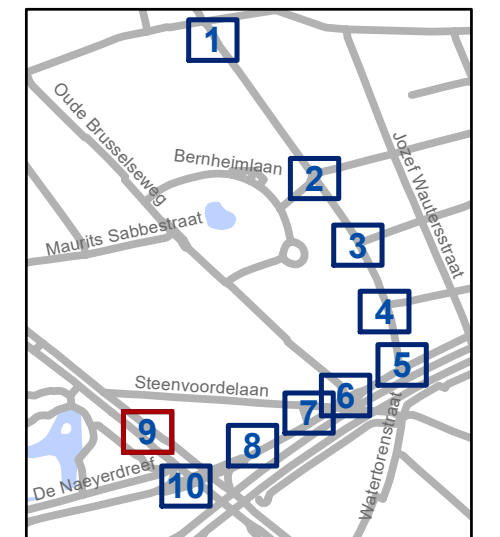 1
Oude Brusselseweg
Bernheimlaan
2
Jozef Wautersstraat
Maurits Sabbestraat
3
4
5
Steenvoordelaan
6
7
9
8
Watertorenstraat
De Naeyerdreef
10